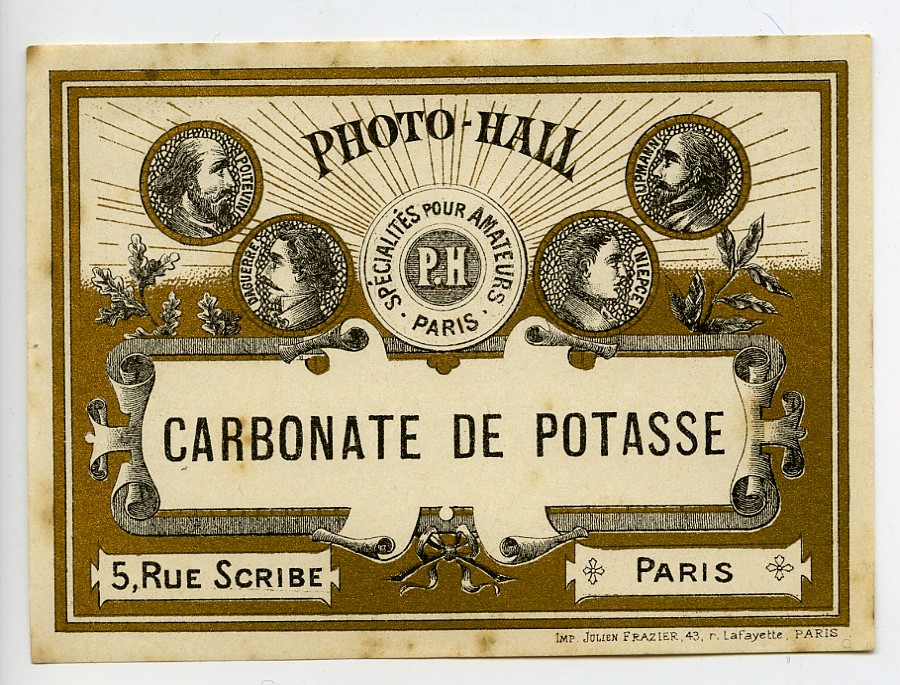 PHOTO-HALL
POITEVIN
LIPMANN
DAGUERRE
NIEPCE
SPÉCIALITÉS POUR AMATEURS
P.H
· PARIS ·
CARBONATE DE POTASSE
5, RUE SCRIBE
PARIS
IMP. JULIEN FRAZIER, 43, r. Lafayette, PARIS